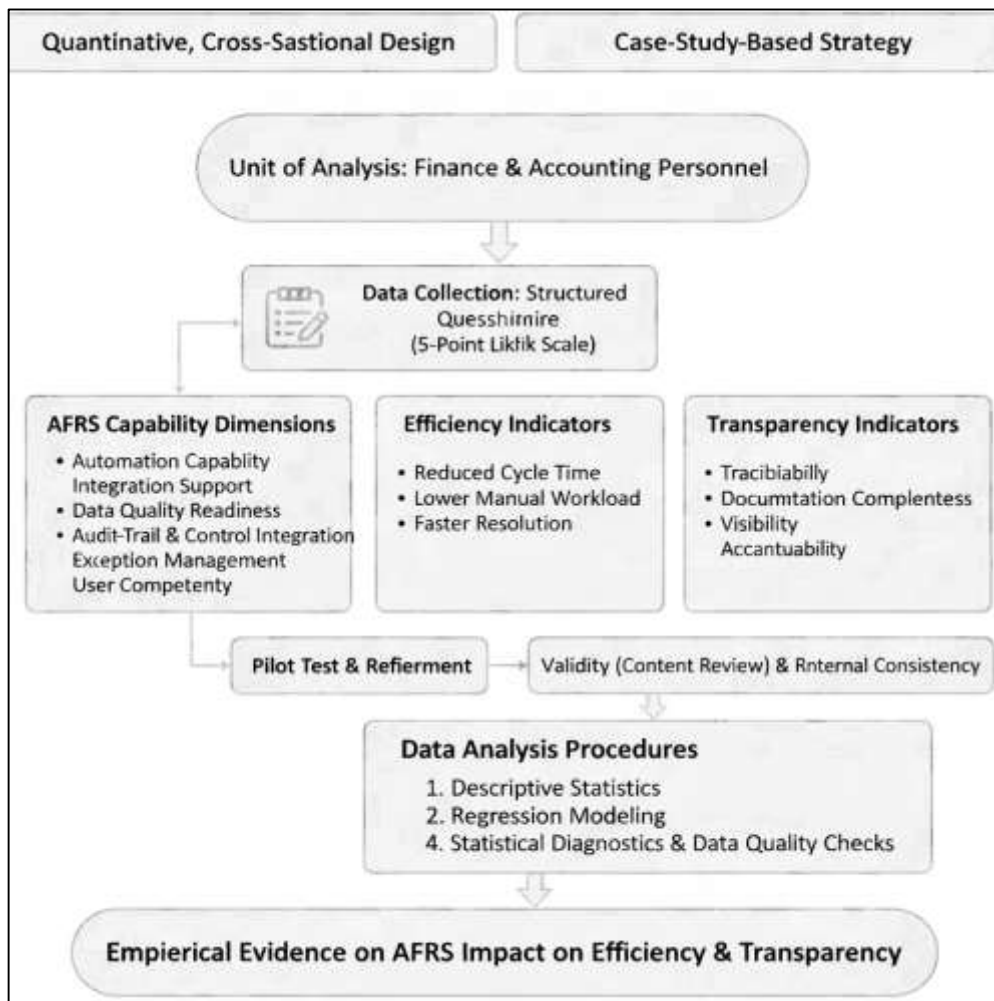 Quantinative, Cross-Sastional Design
Case-Study-Based Strategy
Unit of Analysis: Finance & Accounting Personnel
Data Collection: Structured
Quesshimire
(5-Point Liktik Scale)
AFRS Capability Dimensions
• Automation Capablity
Integration Support
• Data Quality Readiness
• Audit-Trail & Control Integration
Exception Management
User Competenty
Efficiency Indicators
• Reduced Cycle Time
• Lower Manual Workload
• Faster Resolution
Transparency Indicators
• Tracibiabilly
• Documtation Complentess
• Visibility
Accantuability
Pilot Test & Refierment
Validity (Content Review) & Rnternal Consistency
Data Analysis Procedures
1. Descriptive Statistics
2. Regression Modeling
4. Statistical Diagnostics & Data Quality Checks
Empierical Evidence on AFRS Impact on Efficiency & Transparency